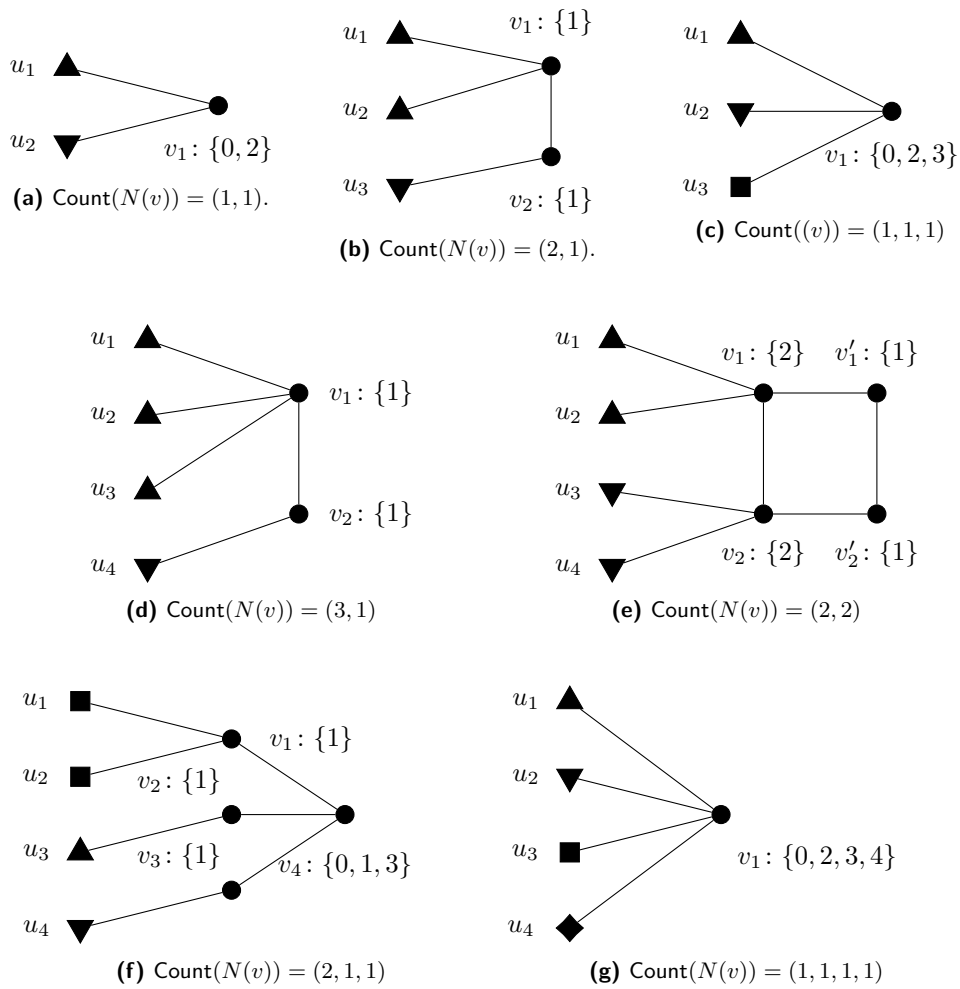 u₁
u₂
v₁: {0, 2}
(a) Count(N(v)) = (1, 1).
u₁
u₂
u₃
v₁: {1}
v₂: {1}
(b) Count(N(v)) = (2, 1).
u₁
u₂
u₃
v₁: {0, 2, 3}
(c) Count((v)) = (1, 1, 1)
u₁
u₂
u₃
u₄
v₁: {1}
v₂: {1}
(d) Count(N(v)) = (3, 1)
u₁
u₂
u₃
u₄
v₁: {2} v′₁: {1}
v₂: {2} v′₂: {1}
(e) Count(N(v)) = (2, 2)
u₁
u₂
u₃
u₄
v₁: {1}
v₂: {1}
v₃: {1}
v₄: {0, 1, 3}
(f) Count(N(v)) = (2, 1, 1)
u₁
u₂
u₃
u₄
v₁: {0, 2, 3, 4}
(g) Count(N(v)) = (1, 1, 1, 1)